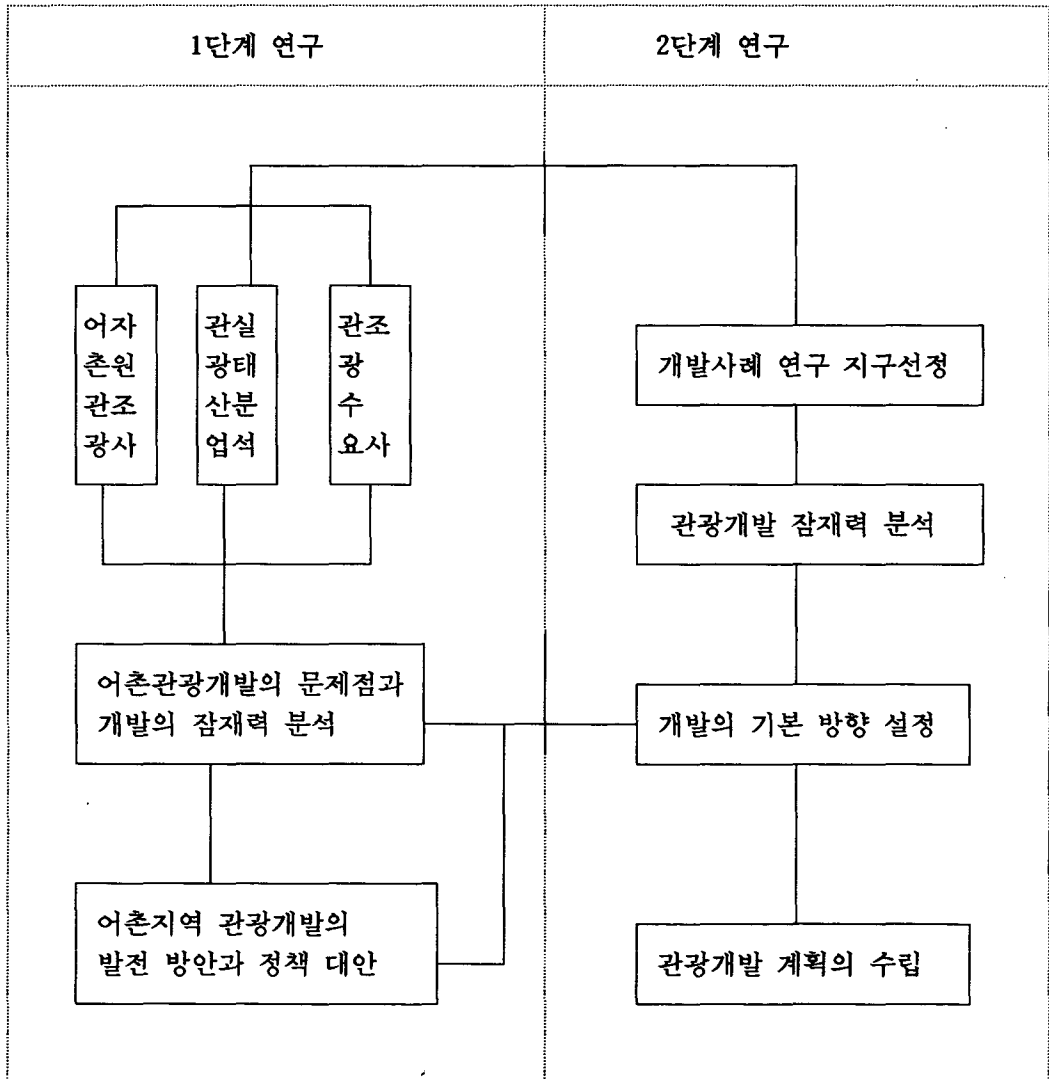 1단계 연구
2단계 연구
어자
촌원
관조
광사
관실
광태
산분
업석
관조
광
수
요사
어촌관광개발의 문제점과
개발의 잠재력 분석
어촌지역 관광개발의
발전 방안과 정책 대안
개발사례 연구 지구선정
관광개발 잠재력 분석
개발의 기본 방향 설정
관광개발 계획의 수립